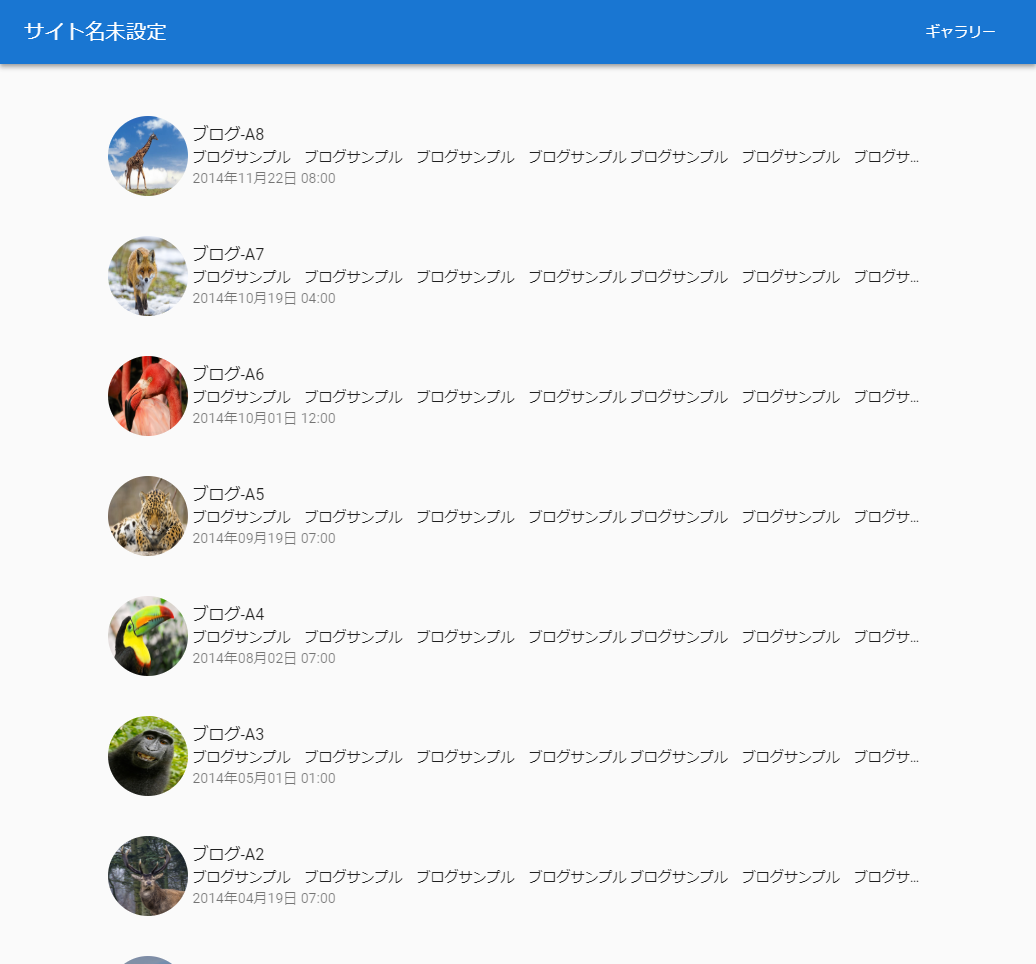 サイト名未設定
ギャラリー
ブログ-A8
ブログサンプル　ブログサンプル　ブログサンプル　ブログサンプル ブログサンプル　ブログサンプル　ブログサ...
2014年11月22日 08:00
ブログ-A7
ブログサンプル　ブログサンプル　ブログサンプル　ブログサンプル ブログサンプル　ブログサンプル　ブログサ...
2014年10月19日 04:00
ブログ-A6
ブログサンプル　ブログサンプル　ブログサンプル　ブログサンプル ブログサンプル　ブログサンプル　ブログサ...
2014年10月01日 12:00
ブログ-A5
ブログサンプル　ブログサンプル　ブログサンプル　ブログサンプル ブログサンプル　ブログサンプル　ブログサ...
2014年09月19日 07:00
ブログ-A4
ブログサンプル　ブログサンプル　ブログサンプル　ブログサンプル ブログサンプル　ブログサンプル　ブログサ...
2014年08月02日 07:00
ブログ-A3
ブログサンプル　ブログサンプル　ブログサンプル　ブログサンプル ブログサンプル　ブログサンプル　ブログサ...
2014年05月01日 01:00
ブログ-A2
ブログサンプル　ブログサンプル　ブログサンプル　ブログサンプル ブログサンプル　ブログサンプル　ブログサ...
2014年04月19日 07:00